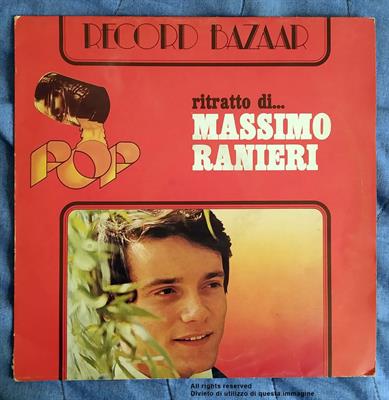 RECORD BAZAAR
POP
ritratto di...
MASSIMO
RANIERI
All rights reserved
Divieto di utilizzo di questa immagine